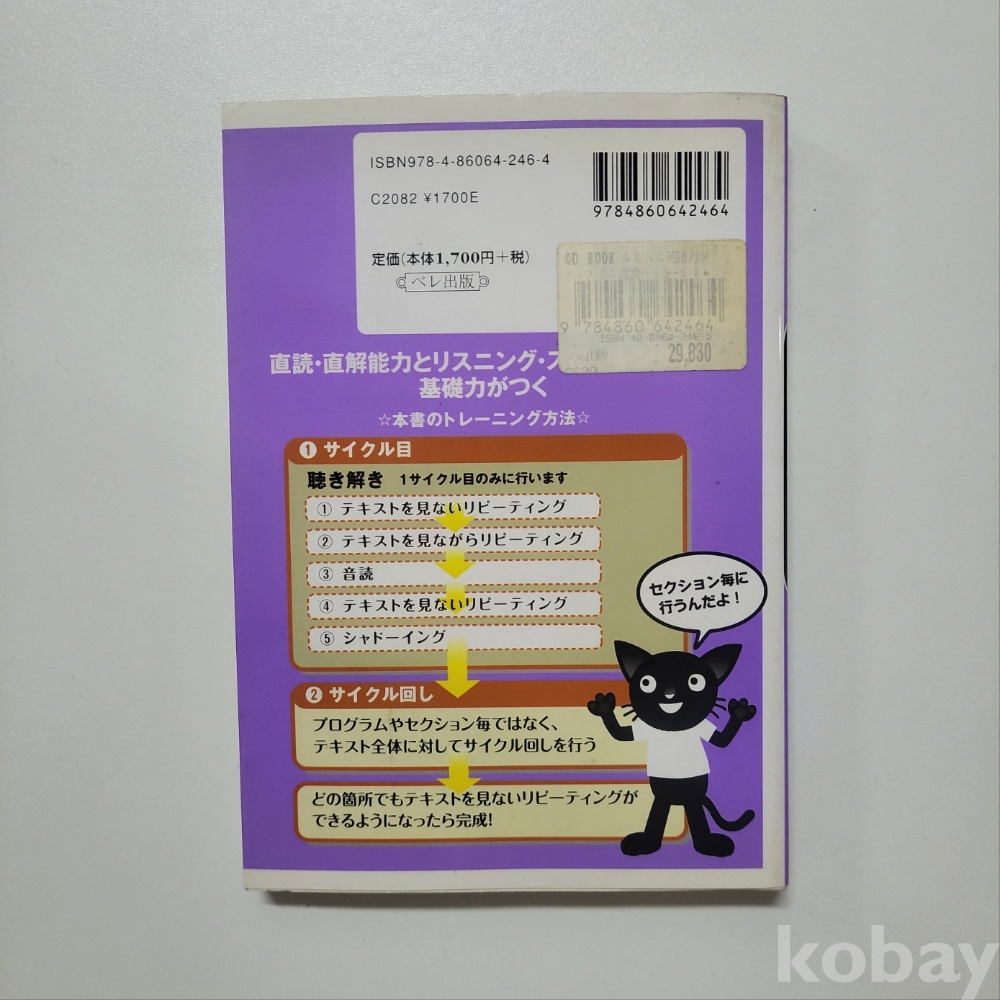 ISBN978-4-86064-246-4
C2082 ¥1700E
9784860642464
定価(本体1,700円+税)
ベレ出版
CD BOOK
9 784860 642464
ISBN 4-86064-246-
29,830
直読・直解能力とリスニング・ス
基礎力がつく
☆本書のトレーニング方法☆
❶ サイクル目
聴き解き 1サイクル目のみに行います
① テキストを見ないリピーティング
② テキストを見ながらリピーティング
③ 音読
④ テキストを見ないリピーティング
⑤ シャドーイング
セクション毎に
行うんだよ!
❷ サイクル回し
プログラムやセクション毎ではなく、
テキスト全体に対してサイクル回しを行う
どの箇所でもテキストを見ないリピーティングが
できるようになったら完成!
kobay